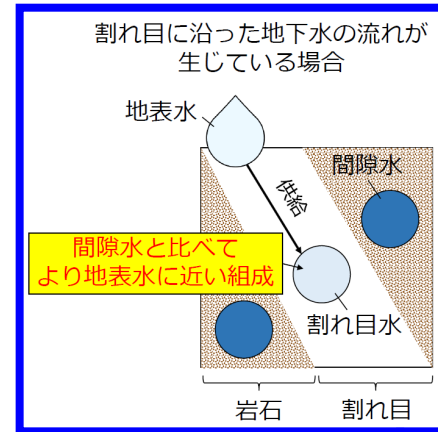 割れ目に沿った地下水の流れが
生じている場合
地表水
間隙水
供給
間隙水と比べて
より地表水に近い組成
割れ目水
岩石
割れ目